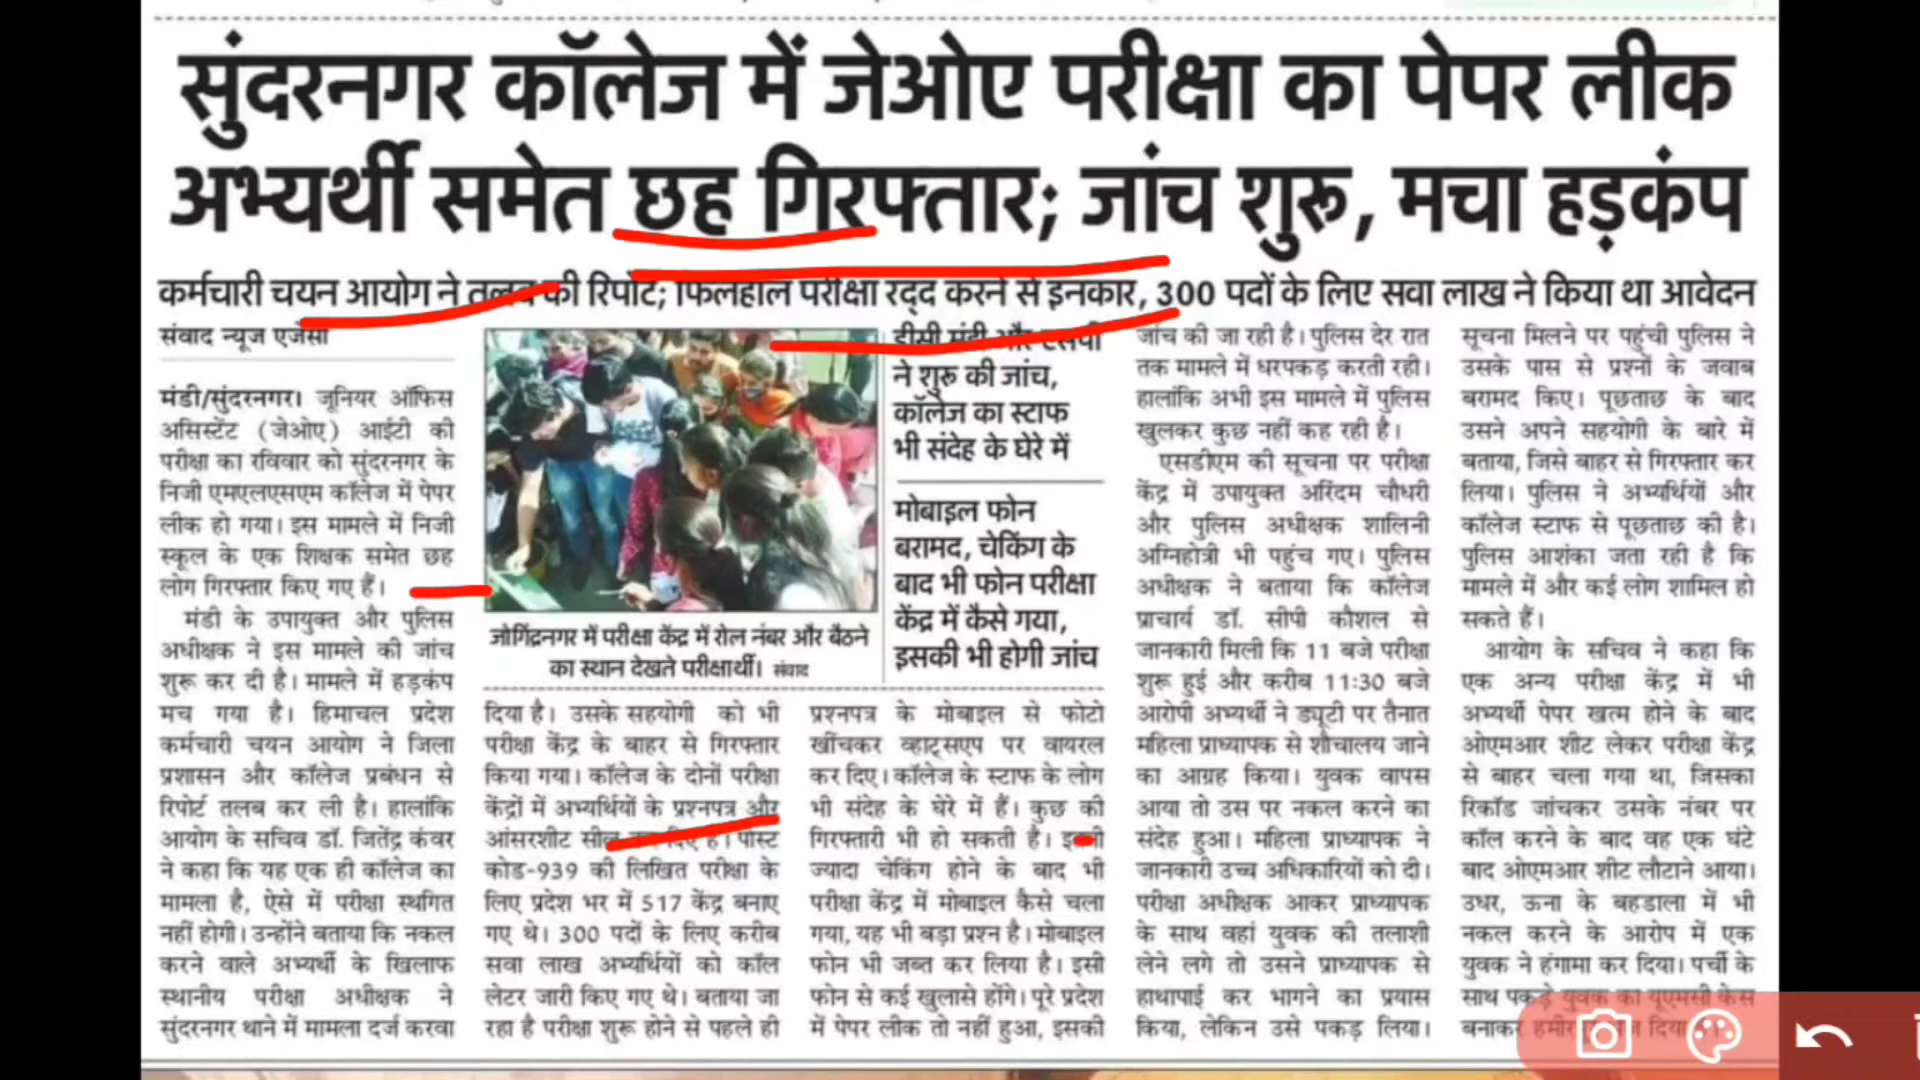 सुंदरनगर कॉलेज में जेओए परीक्षा का पेपर लीक
अभ्यर्थी समेत छह गिरफ्तार; जांच शुरू, मचा हड़कंप
कर्मचारी चयन आयोग ने तलब की रिपोर्ट; फिलहाल परीक्षा रद्द करने से इनकार, 300 पदों के लिए सवा लाख ने किया था आवेदन
संवाद न्यूज एजेंसी
मंडी/सुंदरनगर। जूनियर ऑफिस
असिस्टेंट (जेओए) आईटी की
परीक्षा का रविवार को सुंदरनगर के
निजी एमएलएसएम कॉलेज में पेपर
लीक हो गया। इस मामले में निजी
स्कूल के एक शिक्षक समेत छह
लोग गिरफ्तार किए गए हैं।
मंडी के उपायुक्त और पुलिस
अधीक्षक ने इस मामले की जांच
शुरू कर दी है। मामले में हड़कंप
मच गया है। हिमाचल प्रदेश
कर्मचारी चयन आयोग ने जिला
प्रशासन और कॉलेज प्रबंधन से
रिपोर्ट तलब कर ली है। हालांकि
आयोग के सचिव डॉ. जितेंद्र कंवर
ने कहा कि यह एक ही कॉलेज का
मामला है, ऐसे में परीक्षा स्थगित
नहीं होगी। उन्होंने बताया कि नकल
करने वाले अभ्यर्थी के खिलाफ
स्थानीय परीक्षा अधीक्षक ने
सुंदरनगर थाने में मामला दर्ज करवा
जोगिंद्रनगर में परीक्षा केंद्र में रोल नंबर और बैठने
का स्थान देखते परीक्षार्थी। संवाद
दिया है। उसके सहयोगी को भी
परीक्षा केंद्र के बाहर से गिरफ्तार
किया गया। कॉलेज के दोनों परीक्षा
केंद्रों में अभ्यर्थियों के प्रश्नपत्र और
आंसरशीट सील दिए हैं। पोस्ट
कोड-939 की लिखित परीक्षा के
लिए प्रदेश भर में 517 केंद्र बनाए
गए थे। 300 पदों के लिए करीब
सवा लाख अभ्यर्थियों को कॉल
लेटर जारी किए गए थे। बताया जा
रहा है परीक्षा शुरू होने से पहले ही
डीसी मंडी और एसपी
ने शुरू की जांच,
कॉलेज का स्टाफ
भी संदेह के घेरे में
मोबाइल फोन
बरामद, चेकिंग के
बाद भी फोन परीक्षा
केंद्र में कैसे गया,
इसकी भी होगी जांच
प्रश्नपत्र के मोबाइल से फोटो
खींचकर व्हाट्सएप पर वायरल
कर दिए। कॉलेज के स्टाफ के लोग
भी संदेह के घेरे में हैं। कुछ की
गिरफ्तारी भी हो सकती है। इतनी
ज्यादा चेकिंग होने के बाद भी
परीक्षा केंद्र में मोबाइल कैसे चला
गया, यह भी बड़ा प्रश्न है। मोबाइल
फोन भी जब्त कर लिया है। इसी
फोन से कई खुलासे होंगे। पूरे प्रदेश
में पेपर लीक तो नहीं हुआ, इसकी
जांच की जा रही है। पुलिस देर रात
तक मामले में धरपकड़ करती रही।
हालांकि अभी इस मामले में पुलिस
खुलकर कुछ नहीं कह रही है।
एसडीएम की सूचना पर परीक्षा
केंद्र में उपायुक्त अरिंदम चौधरी
और पुलिस अधीक्षक शालिनी
अग्निहोत्री भी पहुंच गए। पुलिस
अधीक्षक ने बताया कि कॉलेज
प्राचार्य डॉ. सीपी कौशल से
जानकारी मिली कि 11 बजे परीक्षा
शुरू हुई और करीब 11:30 बजे
आरोपी अभ्यर्थी ने ड्यूटी पर तैनात
महिला प्राध्यापक से शौचालय जाने
का आग्रह किया। युवक वापस
आया तो उस पर नकल करने का
संदेह हुआ। महिला प्राध्यापक ने
जानकारी उच्च अधिकारियों को दी।
परीक्षा अधीक्षक आकर प्राध्यापक
के साथ वहां युवक की तलाशी
लेने लगे तो उसने प्राध्यापक से
हाथापाई कर भागने का प्रयास
किया, लेकिन उसे पकड़ लिया।
सूचना मिलने पर पहुंची पुलिस ने
उसके पास से प्रश्नों के जवाब
बरामद किए। पूछताछ के बाद
उसने अपने सहयोगी के बारे में
बताया, जिसे बाहर से गिरफ्तार कर
लिया। पुलिस ने अभ्यर्थियों और
कॉलेज स्टाफ से पूछताछ की है।
पुलिस आशंका जता रही है कि
मामले में और कई लोग शामिल हो
सकते हैं।
आयोग के सचिव ने कहा कि
एक अन्य परीक्षा केंद्र में भी
अभ्यर्थी पेपर खत्म होने के बाद
ओएमआर शीट लेकर परीक्षा केंद्र
से बाहर चला गया था, जिसका
रिकॉर्ड जांचकर उसके नंबर पर
कॉल करने के बाद वह एक घंटे
बाद ओएमआर शीट लौटाने आया।
उधर, ऊना के बहडाला में भी
नकल करने के आरोप में एक
युवक ने हंगामा कर दिया। पर्ची के
साथ पकड़े युवक का यूएमसी केस
बनाकर हमीरपुर दिया